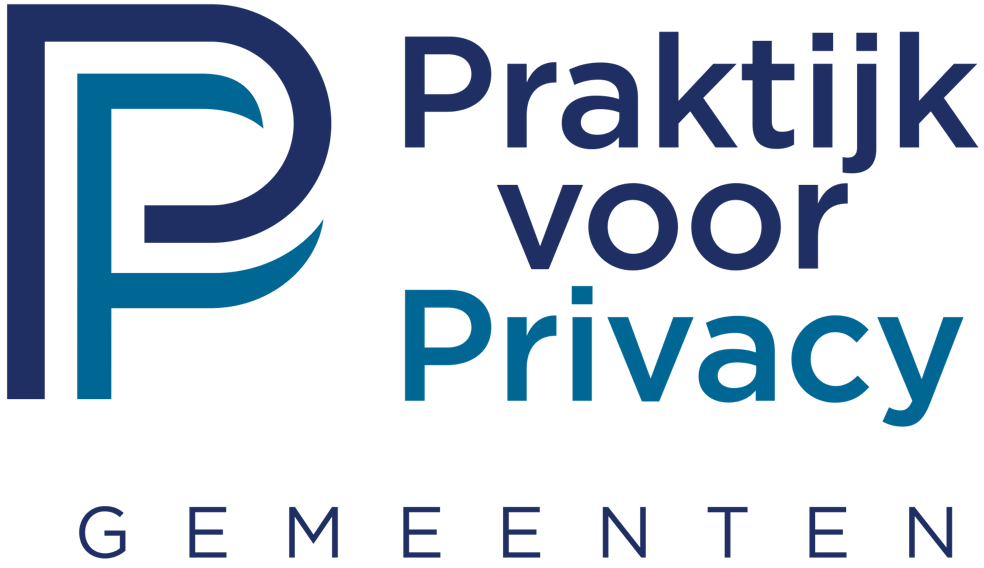 Praktijk
voor
Privacy
GEMEENTEN